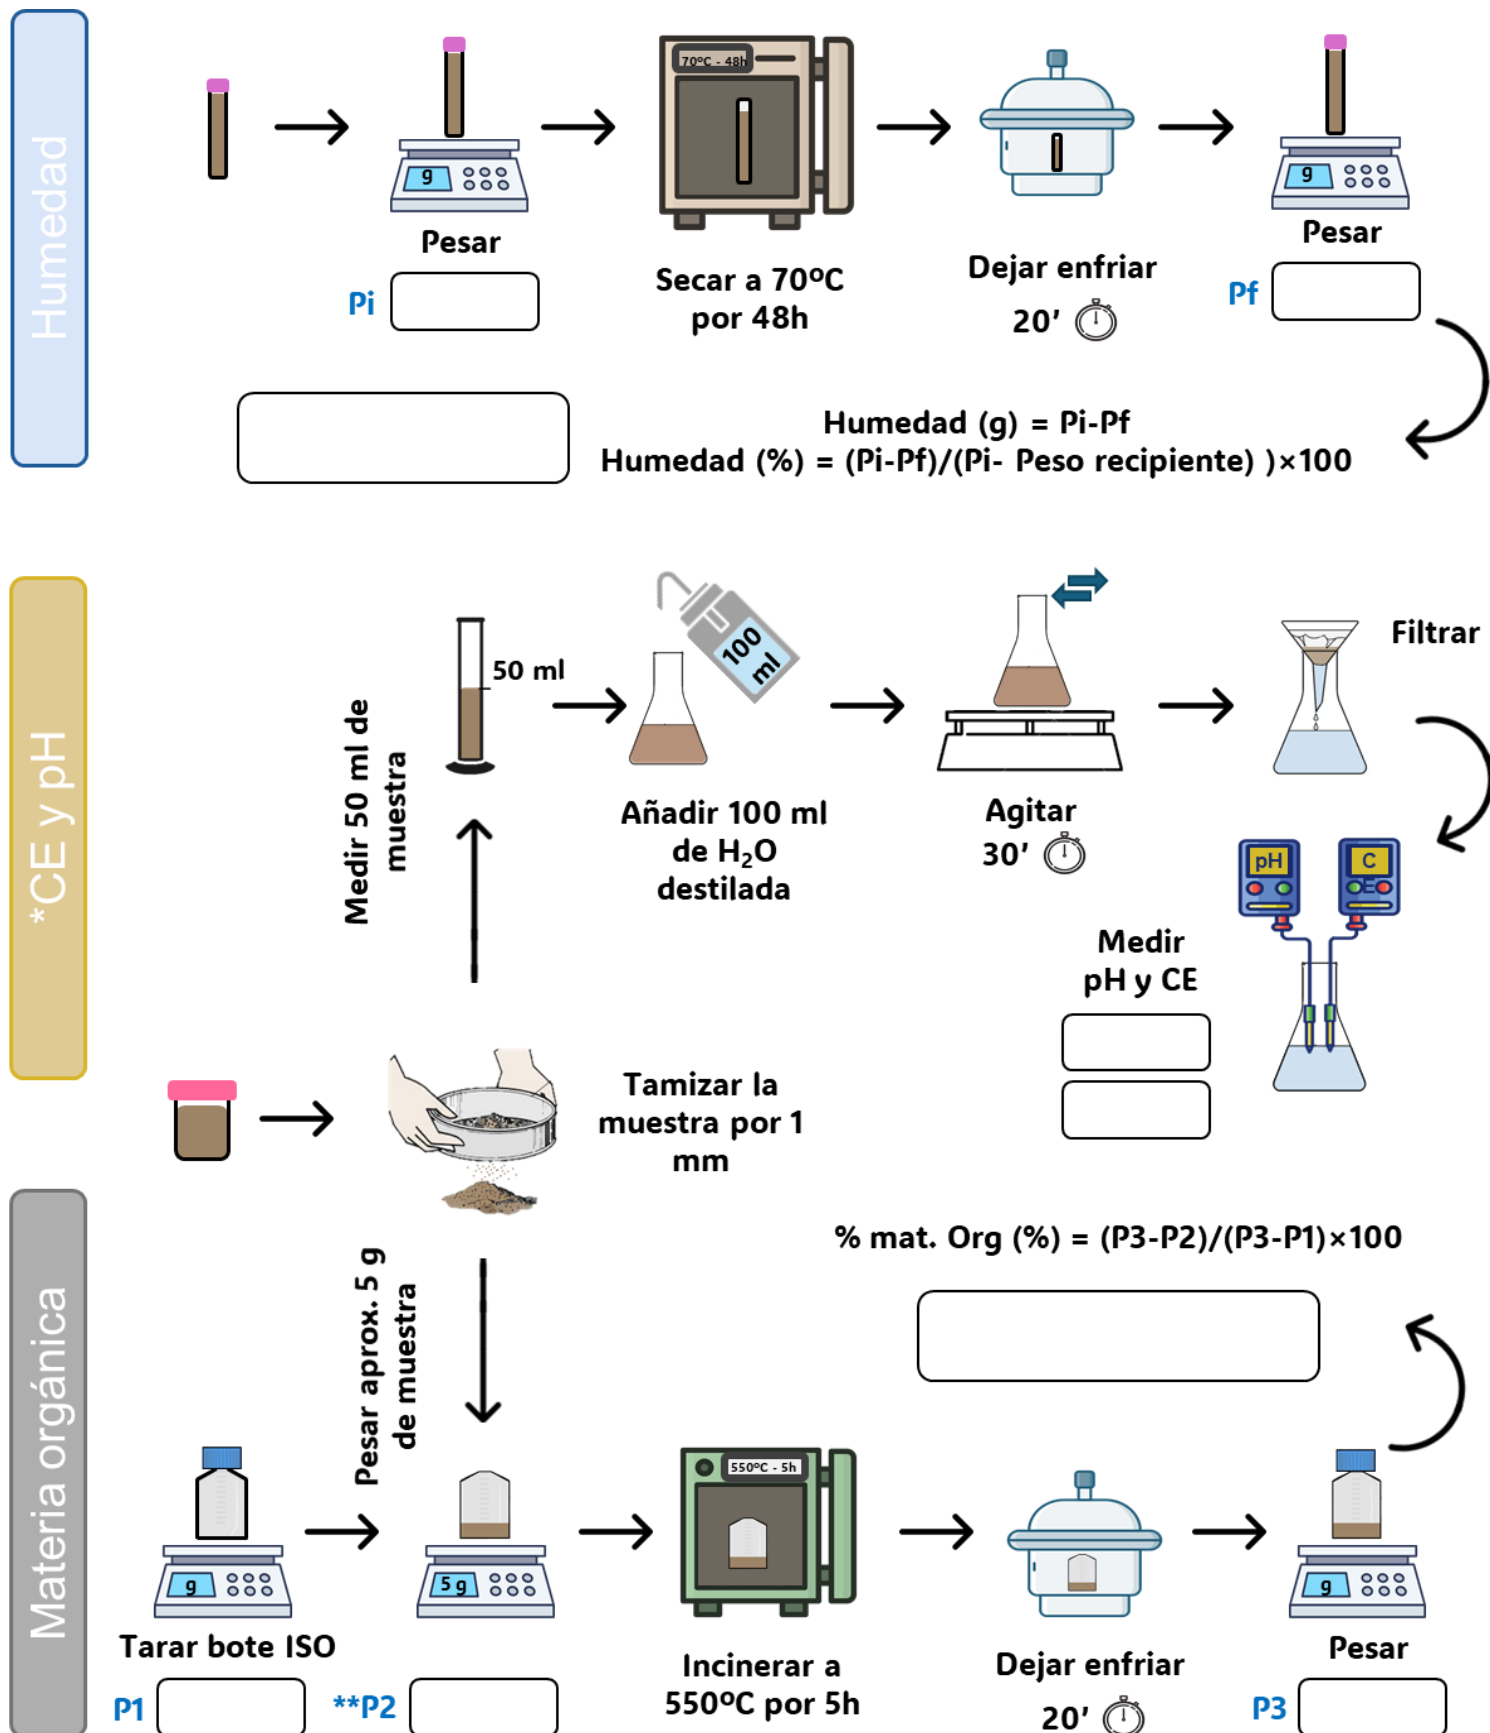 Humedad
70ºC - 48h
g
g
Pesar
Pi
Secar a 70ºC
por 48h
Dejar enfriar
20'
Pesar
Pf
Humedad (g) = Pi-Pf
Humedad (%) = (Pi-Pf)/(Pi- Peso recipiente) )×100
*CE y pH
Medir 50 ml de
muestra
50 ml
100
ml
Añadir 100 ml
de H₂O
destilada
Agitar
30'
Filtrar
pH
C
E
Medir
pH y CE
Tamizar la
muestra por 1
mm
Materia orgánica
Pesar aprox. 5 g
de muestra
% mat. Org (%) = (P3-P2)/(P3-P1)×100
g
5 g
550ºC - 5h
g
Tarar bote ISO
P1
**P2
Incinerar a
550ºC por 5h
Dejar enfriar
20'
Pesar
P3